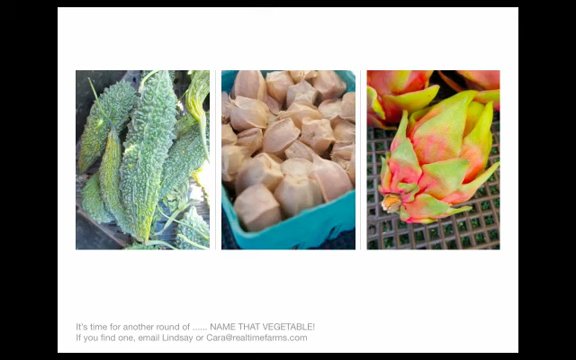 It's time for another round of ...... NAME THAT VEGETABLE!
If you find one, email Lindsay or Cara@realtimefarms.com